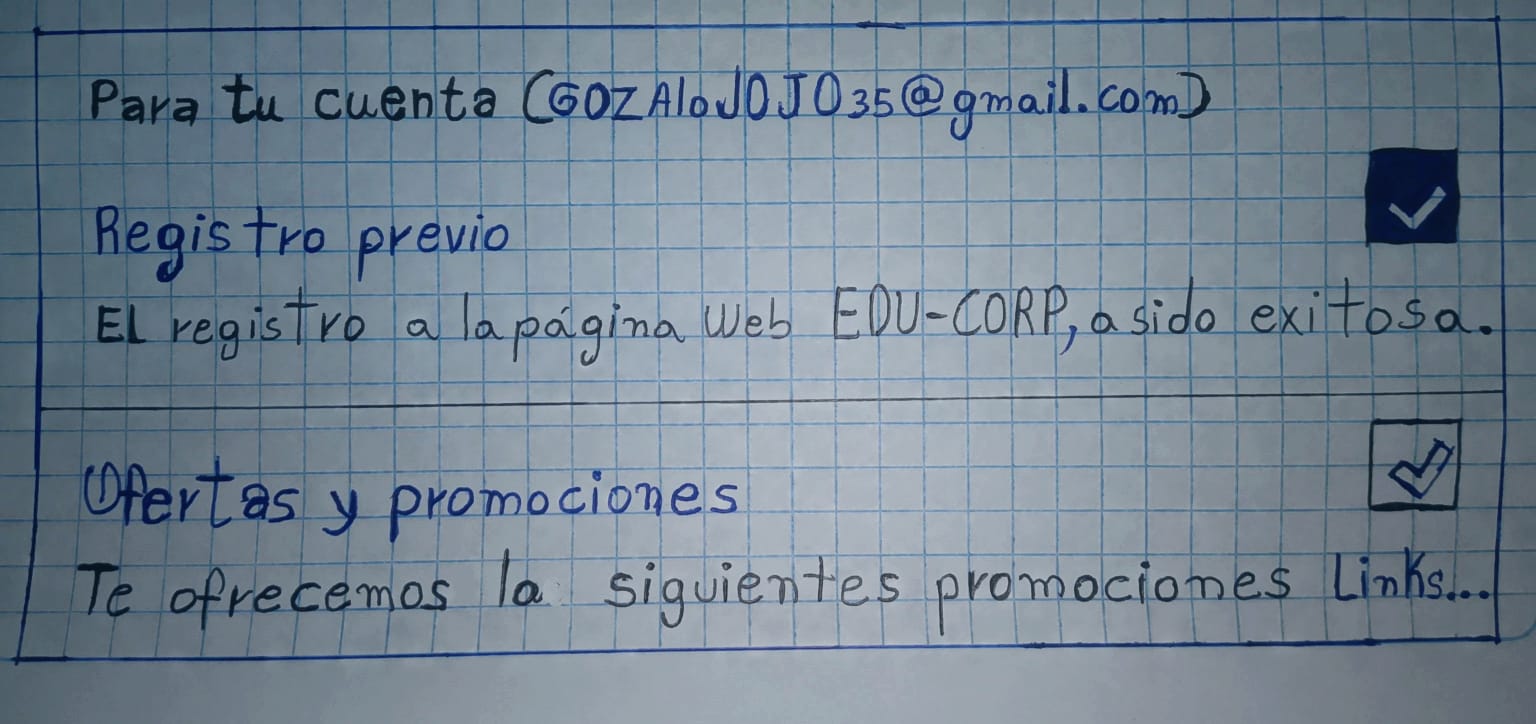 Para tu cuenta (GOZAloJOJO35@gmail.com)
Registro previo
El registro a la página Web EDU-CORP, a sido exitosa.
Ofertas y promociones
Te ofrecemos la siguientes promociones Links...